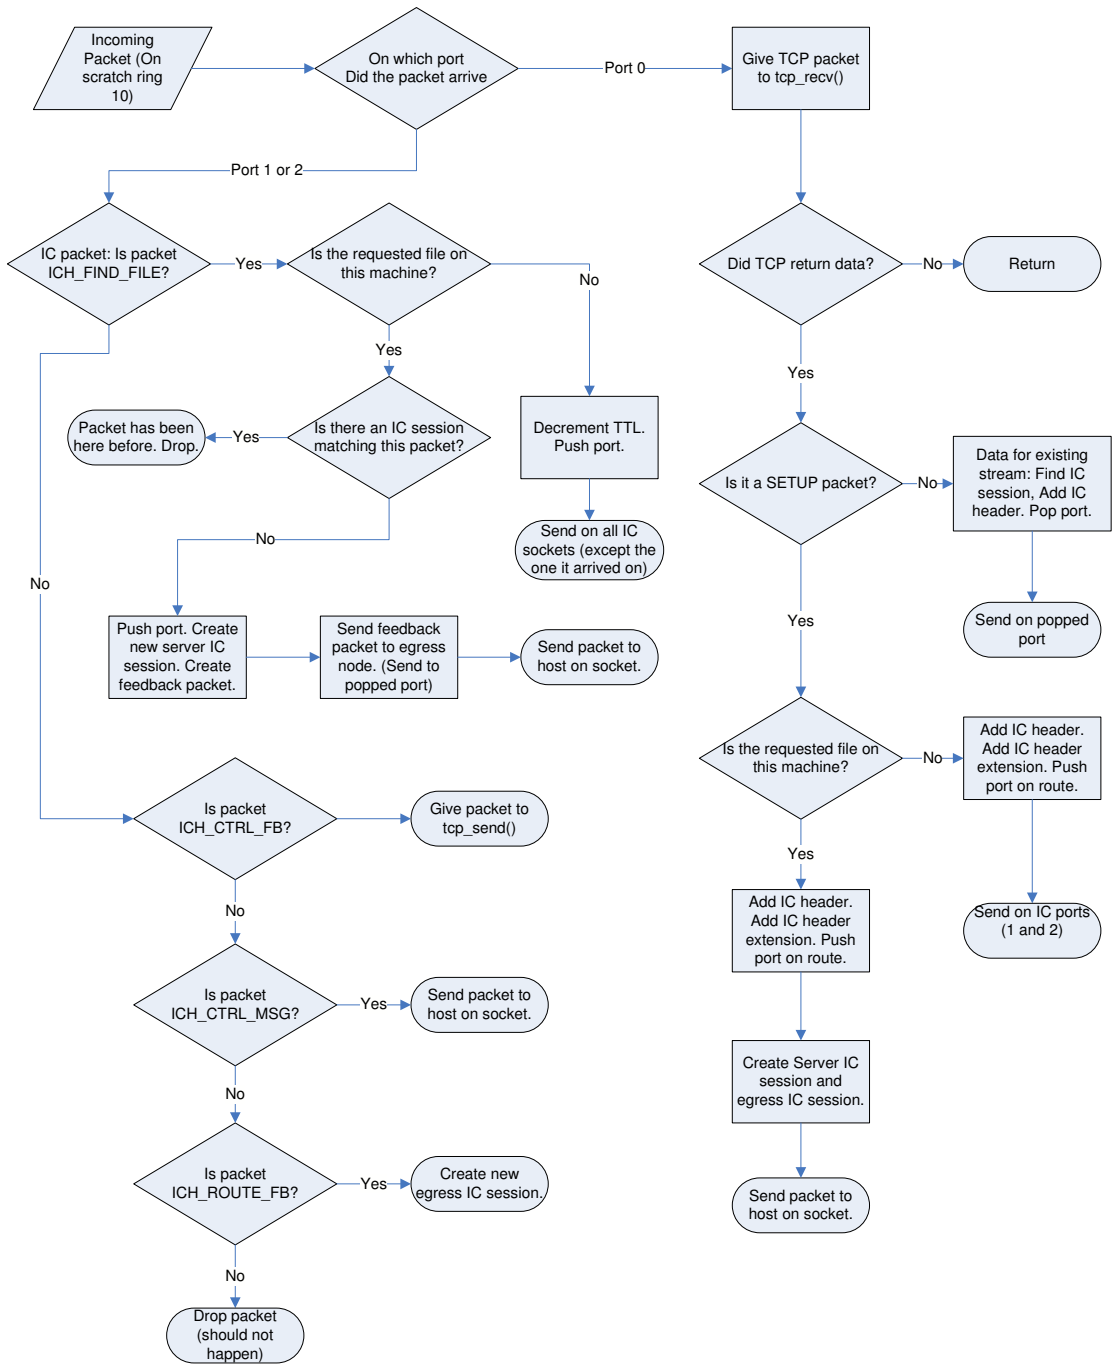 Incoming
Packet (On
scratch ring
10)
On which port
Did the packet arrive
Port 0
Give TCP packet
to tcp_recv()
Port 1 or 2
IC packet: Is packet
ICH_FIND_FILE?
Yes
Is the requested file on
this machine?
No
Did TCP return data?
No
Return
Yes
Yes
Packet has been
here before. Drop.
Yes
Is there an IC session
matching this packet?
Decrement TTL.
Push port.
Is it a SETUP packet?
No
Data for existing
stream: Find IC
session, Add IC
header. Pop port.
No
Send on all IC
sockets (except the
one it arrived on)
No
Yes
Send on popped
port
Push port. Create
new server IC
session. Create
feedback packet.
Send feedback
packet to egress
node. (Send to
popped port)
Send packet to
host on socket.
Is the requested file on
this machine?
No
Add IC header.
Add IC header
extension. Push
port on route.
Is packet
ICH_CTRL_FB?
Give packet to
tcp_send()
Yes
No
Add IC header.
Add IC header
extension. Push
port on route.
Send on IC ports
(1 and 2)
Is packet
ICH_CTRL_MSG?
Yes
Send packet to
host on socket.
Create Server IC
session and
egress IC session.
No
Is packet
ICH_ROUTE_FB?
Yes
Create new
egress IC session.
Send packet to
host on socket.
No
Drop packet
(should not
happen)